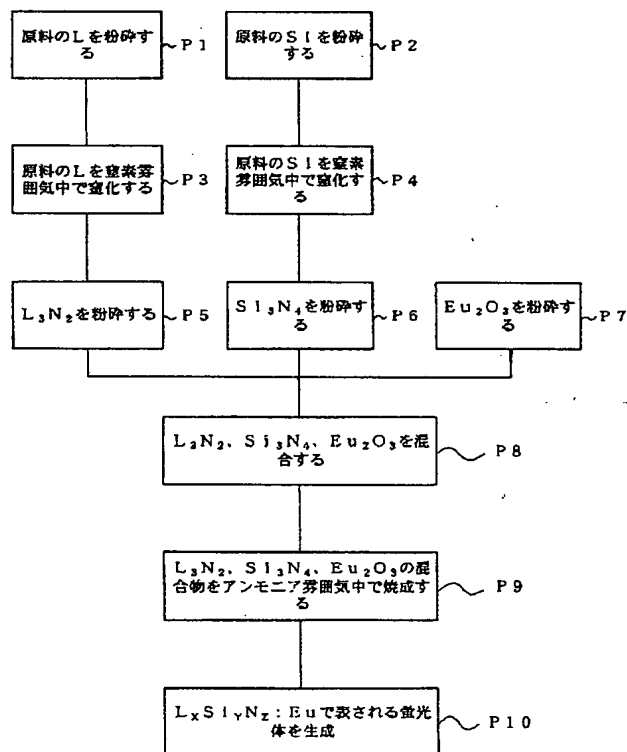 原料のLを粉砕す
る
P1
原料のSiを粉砕
する
P2
原料のLを窒素雰
囲気中で窒化する
P3
原料のSiを窒素雰
囲気中で窒化す
る
P4
L₃N₂を粉砕する
P5
Si₃N₄を粉砕す
る
P6
Eu₂O₃を粉砕す
る
P7
L₃N₂、Si₃N₄、Eu₂O₃を混
合する
P8
L₃N₂、Si₃N₄、Eu₂O₃の混
合物をアンモニア雰囲気中で焼成す
る
P9
LxSiʏNz:Euで表される蛍光
体を生成
P10